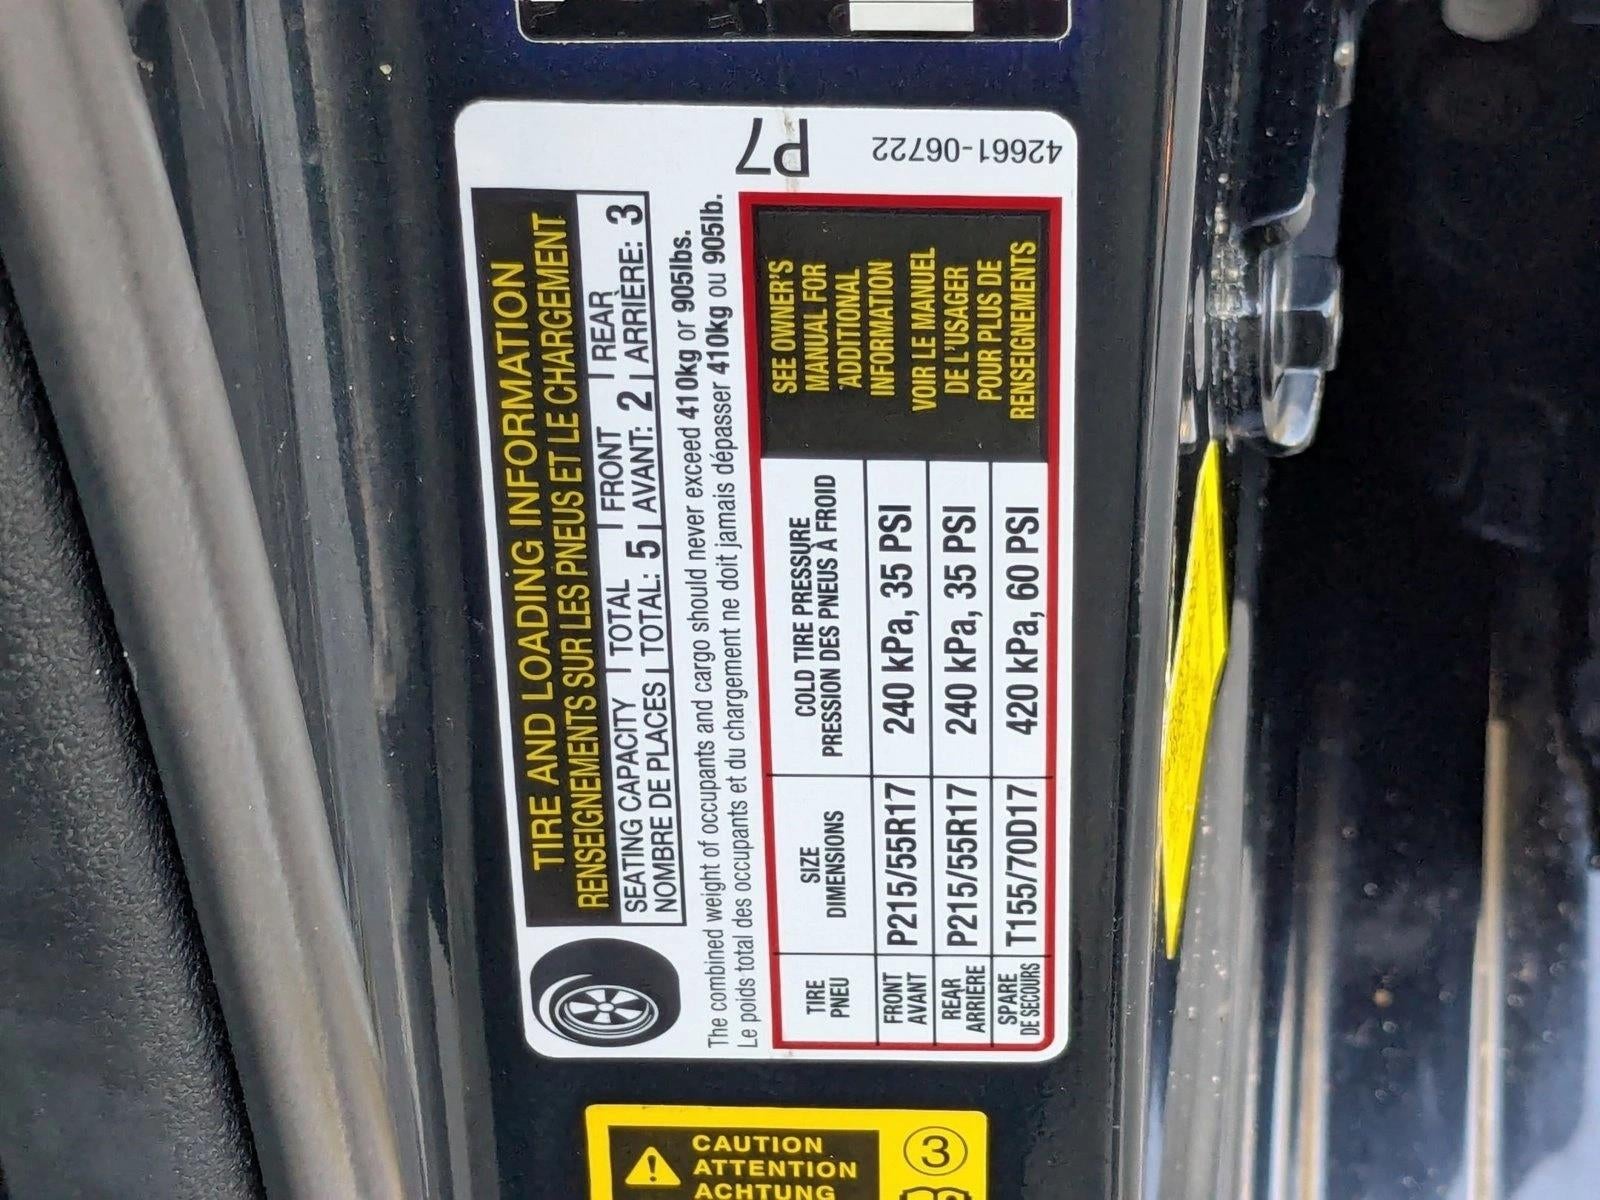 TIRE AND LOADING INFORMATION
RENSEIGNEMENTS SUR LES PNEUS ET LE CHARGEMENT
SEATING CAPACITY TOTAL FRONT REAR
NOMBRE DE PLACES TOTAL: 5 AVANT: 2 ARRIÈRE: 3
The combined weight of occupants and cargo should never exceed 410kg or 905lbs.
Le poids total des occupants et du chargement ne doit jamais dépasser 410kg ou 905lb.
TIRE SIZE COLD TIRE PRESSURE
PNEU DIMENSIONS PRESSION DES PNEUS À FROID
FRONT
AVANT P215/55R17 240 kPa, 35 PSI
REAR
ARRIÈRE P215/55R17 240 kPa, 35 PSI
SPARE
DE SECOURS T155/70D17 420 kPa, 60 PSI
SEE OWNER'S
MANUAL FOR
ADDITIONAL
INFORMATION
VOIR LE MANUEL
DE L'USAGER
POUR PLUS DE
RENSEIGNEMENTS
P7
42661-06722
CAUTION
ATTENTION
ACHTUNG
3